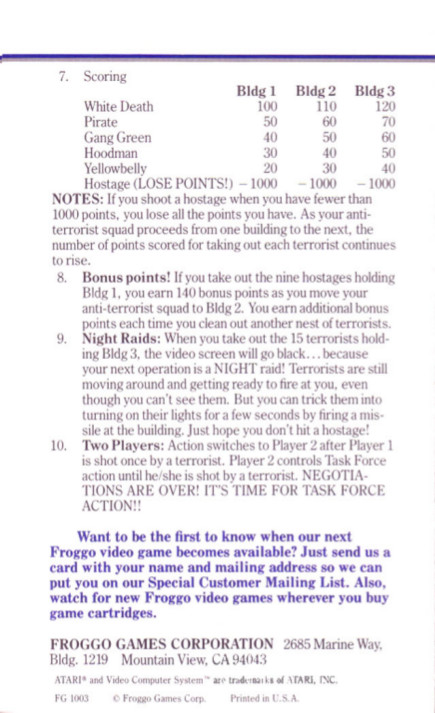 7. Scoring
Bldg 1 Bldg 2 Bldg 3
White Death 100 110 120
Pirate 50 60 70
Gang Green 40 50 60
Hoodman 30 40 50
Yellowbelly 20 30 40
Hostage (LOSE POINTS!) – 1000 – 1000 – 1000
NOTES: If you shoot a hostage when you have fewer than
1000 points, you lose all the points you have. As your anti-
terrorist squad proceeds from one building to the next, the
number of points scored for taking out each terrorist continues
to rise.
8. Bonus points! If you take out the nine hostages holding
Bldg 1, you earn 140 bonus points as you move your
anti-terrorist squad to Bldg 2. You earn additional bonus
points each time you clean out another nest of terrorists.
9. Night Raids: When you take out the 15 terrorists hold-
ing Bldg 3, the video screen will go black...because
your next operation is a NIGHT raid! Terrorists are still
moving around and getting ready to fire at you, even
though you can't see them. But you can trick them into
turning on their lights for a few seconds by firing a mis-
sile at the building. Just hope you don't hit a hostage!
10. Two Players: Action switches to Player 2 after Player 1
is shot once by a terrorist. Player 2 controls Task Force
action until he/she is shot by a terrorist. NEGOTIA-
TIONS ARE OVER! IT'S TIME FOR TASK FORCE
ACTION!!
Want to be the first to know when our next
Froggo video game becomes available? Just send us a
card with your name and mailing address so we can
put you on our Special Customer Mailing List. Also,
watch for new Froggo video games wherever you buy
game cartridges.
FROGGO GAMES CORPORATION 2685 Marine Way,
Bldg. 1219 Mountain View, CA 94043
ATARI® and Video Computer System™ are trademarks of ATARI, INC.
FG 1003 © Froggo Games Corp. Printed in U.S.A.